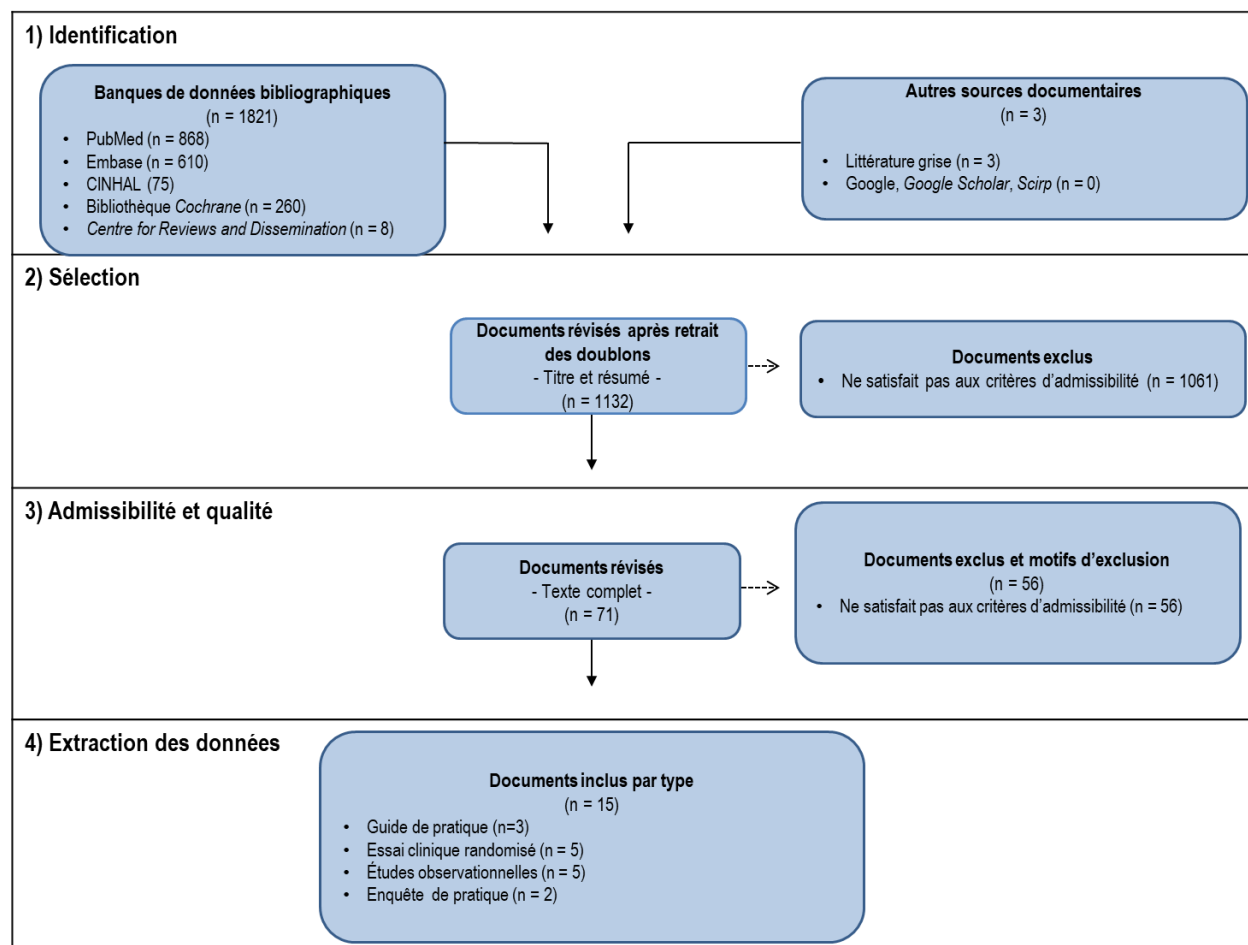 1) Identification
Banques de données bibliographiques
(n = 1821)
• PubMed (n = 868)
• Embase (n = 610)
• CINHAL (75)
• Bibliothèque Cochrane (n = 260)
• Centre for Reviews and Dissemination (n = 8)
Autres sources documentaires
(n = 3)
• Littérature grise (n = 3)
• Google, Google Scholar, Scirp (n = 0)
2) Sélection
Documents révisés après retrait
des doublons
- Titre et résumé -
(n = 1132)
Documents exclus
• Ne satisfait pas aux critères d’admissibilité (n = 1061)
3) Admissibilité et qualité
Documents révisés
- Texte complet -
(n = 71)
Documents exclus et motifs d’exclusion
(n = 56)
• Ne satisfait pas aux critères d’admissibilité (n = 56)
4) Extraction des données
Documents inclus par type
(n = 15)
• Guide de pratique (n=3)
• Essai clinique randomisé (n = 5)
• Études observationnelles (n = 5)
• Enquête de pratique (n = 2)